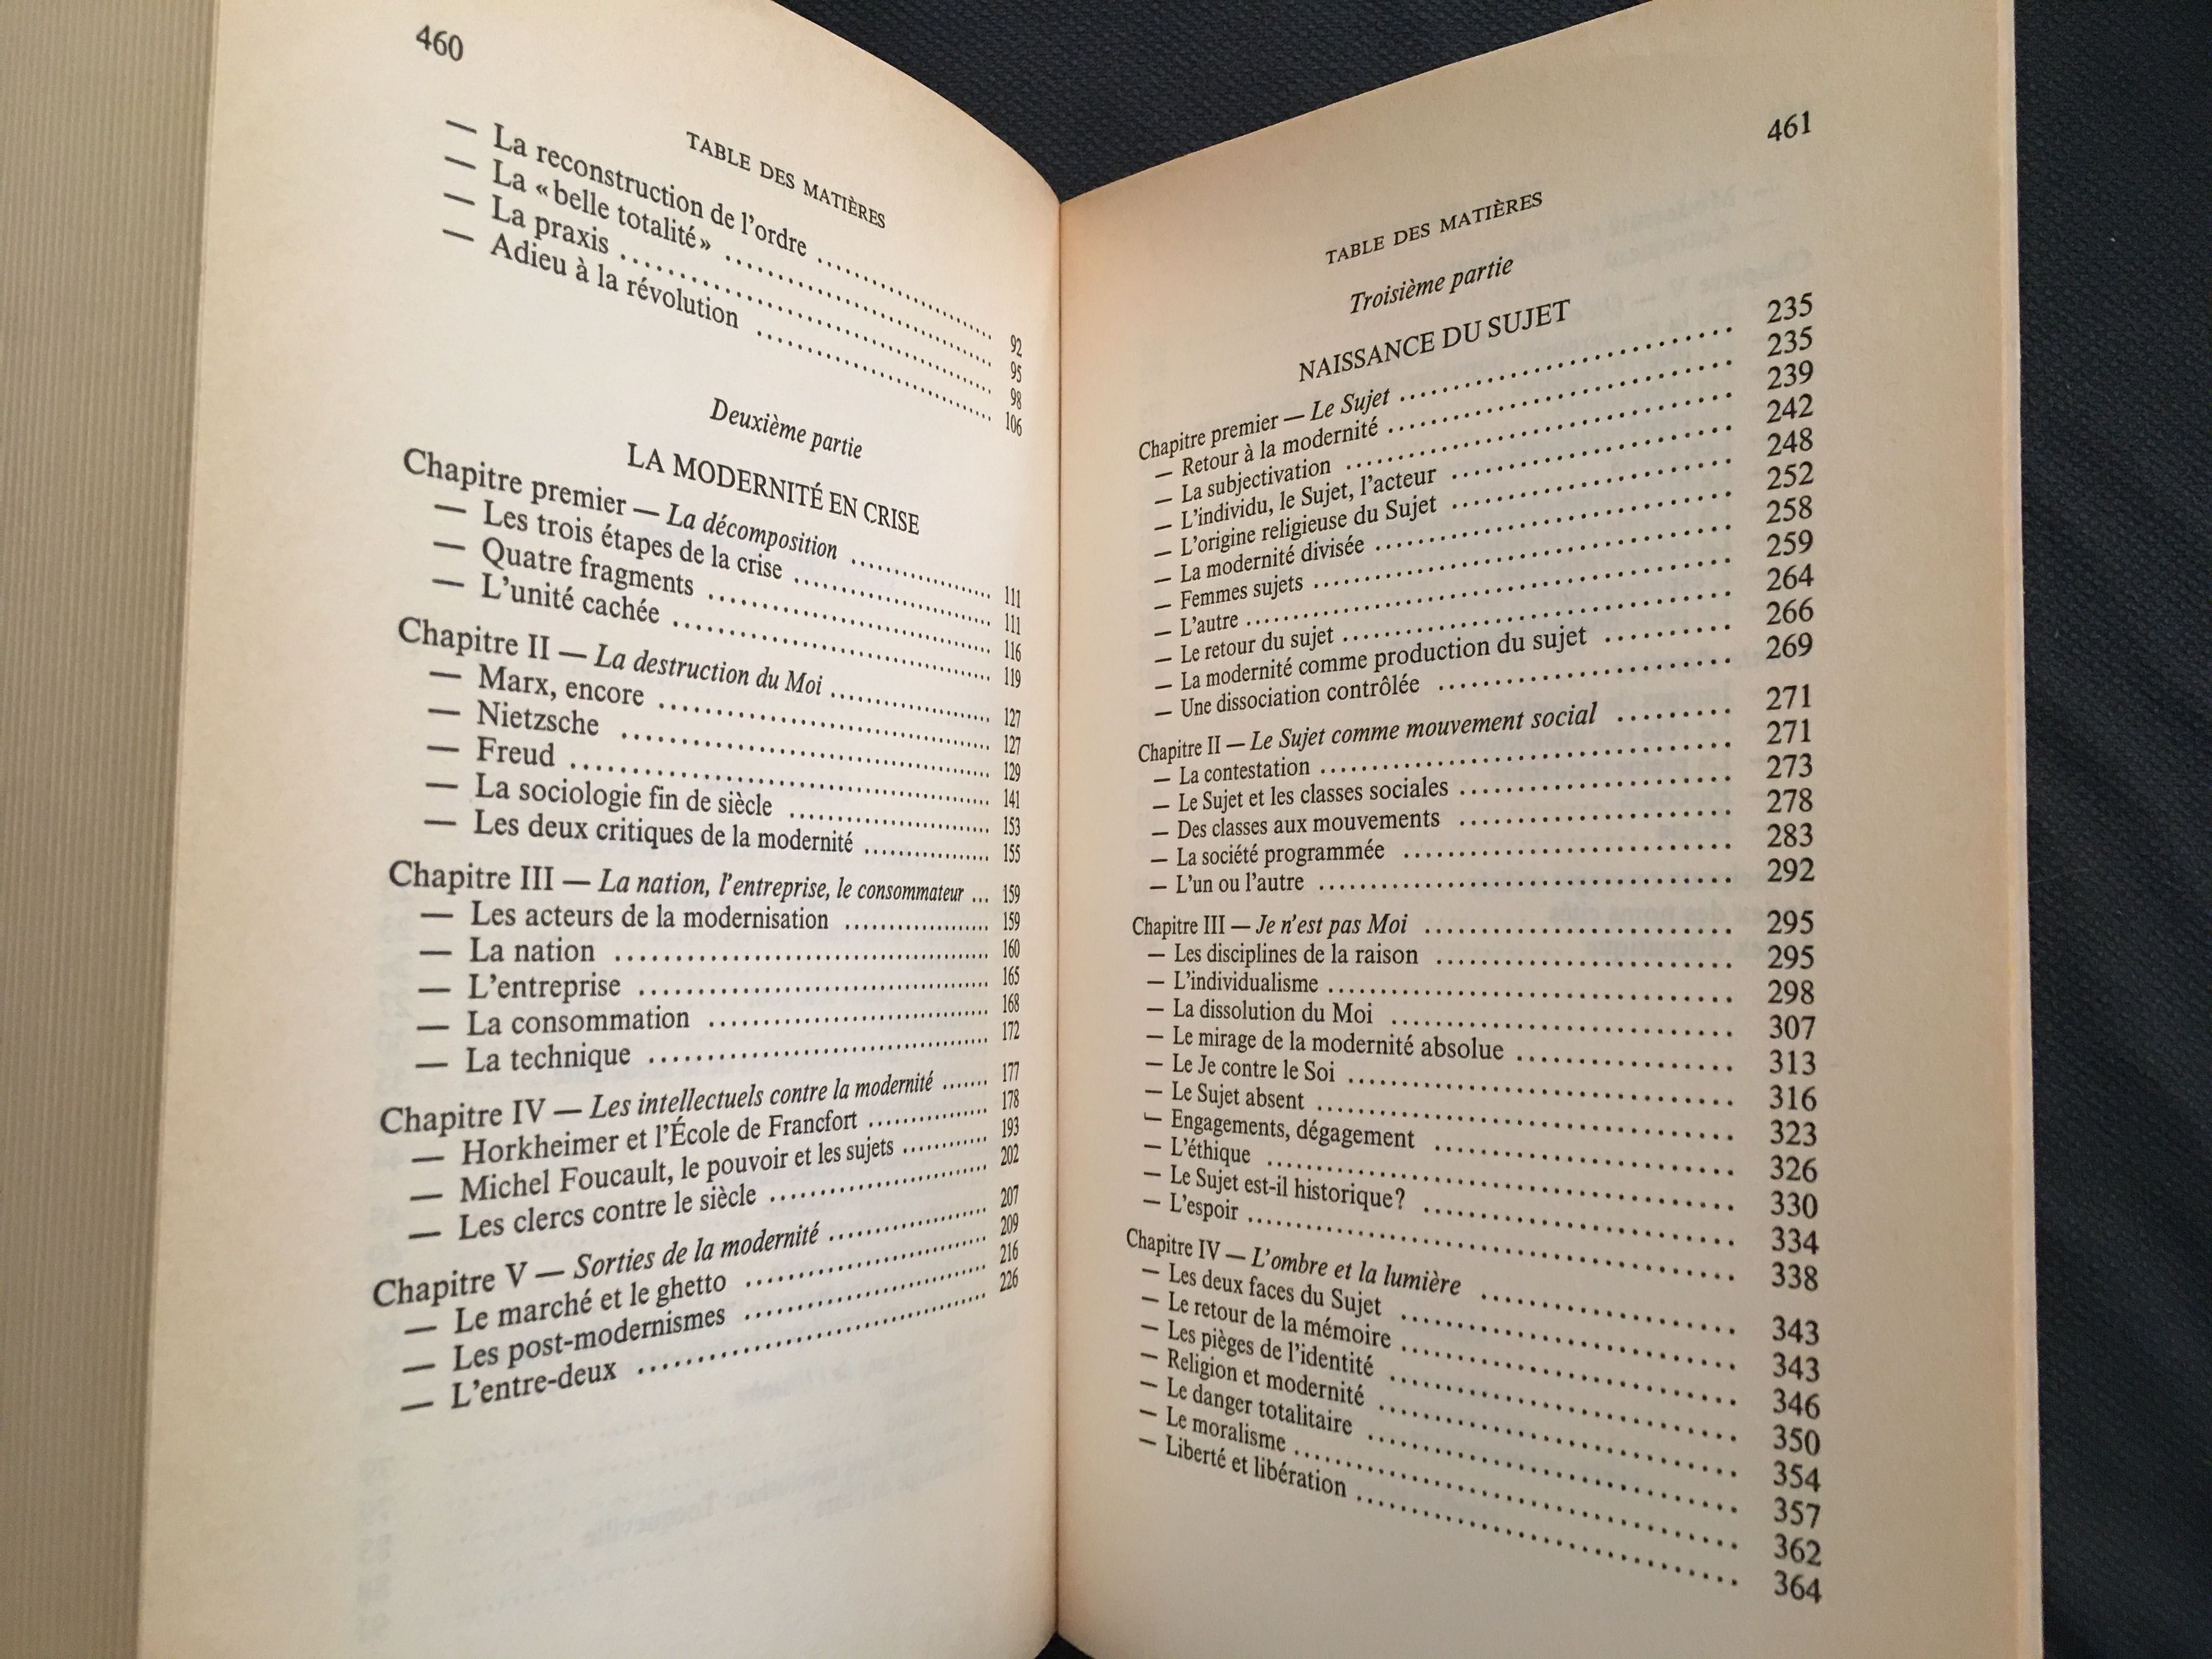 460
TABLE DES MATIÈRES
— La reconstruction de l'ordre ........ 92
— La « belle totalité » ........ 95
— La praxis ........ 98
— Adieu à la révolution ........ 106
Deuxième partie
LA MODERNITÉ EN CRISE
Chapitre premier — La décomposition ........ 111
— Les trois étapes de la crise ........ 111
— Quatre fragments ........ 116
— L'unité cachée ........ 119
Chapitre II — La destruction du Moi ........ 127
— Marx, encore ........ 127
— Nietzsche ........ 129
— Freud ........ 141
— La sociologie fin de siècle ........ 153
— Les deux critiques de la modernité ........ 155
Chapitre III — La nation, l'entreprise, le consommateur ... 159
— Les acteurs de la modernisation ........ 159
— La nation ........ 160
— L'entreprise ........ 165
— La consommation ........ 168
— La technique ........ 172
Chapitre IV — Les intellectuels contre la modernité ....... 177
— Horkheimer et l'École de Francfort ........ 178
— Michel Foucault, le pouvoir et les sujets ........ 193
— Les clercs contre le siècle ........ 202
Chapitre V — Sorties de la modernité ........ 207
— Le marché et le ghetto ........ 209
— Les post-modernismes ........ 216
— L'entre-deux ........ 226
461
TABLE DES MATIÈRES
Troisième partie
NAISSANCE DU SUJET
Chapitre premier — Le Sujet ........ 235
— Retour à la modernité ........ 235
— La subjectivation ........ 239
— L'individu, le Sujet, l'acteur ........ 242
— L'origine religieuse du Sujet ........ 248
— La modernité divisée ........ 252
— Femmes sujets ........ 258
— L'autre ........ 259
— Le retour du sujet ........ 264
— La modernité comme production du sujet ........ 266
— Une dissociation contrôlée ........ 269
Chapitre II — Le Sujet comme mouvement social ........ 271
— La contestation ........ 271
— Le Sujet et les classes sociales ........ 273
— Des classes aux mouvements ........ 278
— La société programmée ........ 283
— L'un ou l'autre ........ 292
Chapitre III — Je n'est pas Moi ........ 295
— Les disciplines de la raison ........ 295
— L'individualisme ........ 298
— La dissolution du Moi ........ 307
— Le mirage de la modernité absolue ........ 313
— Le Je contre le Soi ........ 316
— Le Sujet absent ........ 323
— Engagements, dégagement ........ 326
— L'éthique ........ 330
— Le Sujet est-il historique ? ........ 334
— L'espoir ........ 338
Chapitre IV — L'ombre et la lumière ........ 343
— Les deux faces du Sujet ........ 343
— Le retour de la mémoire ........ 346
— Les pièges de l'identité ........ 350
— Religion et modernité ........ 354
— Le danger totalitaire ........ 357
— Le moralisme ........ 362
— Liberté et libération ........ 364